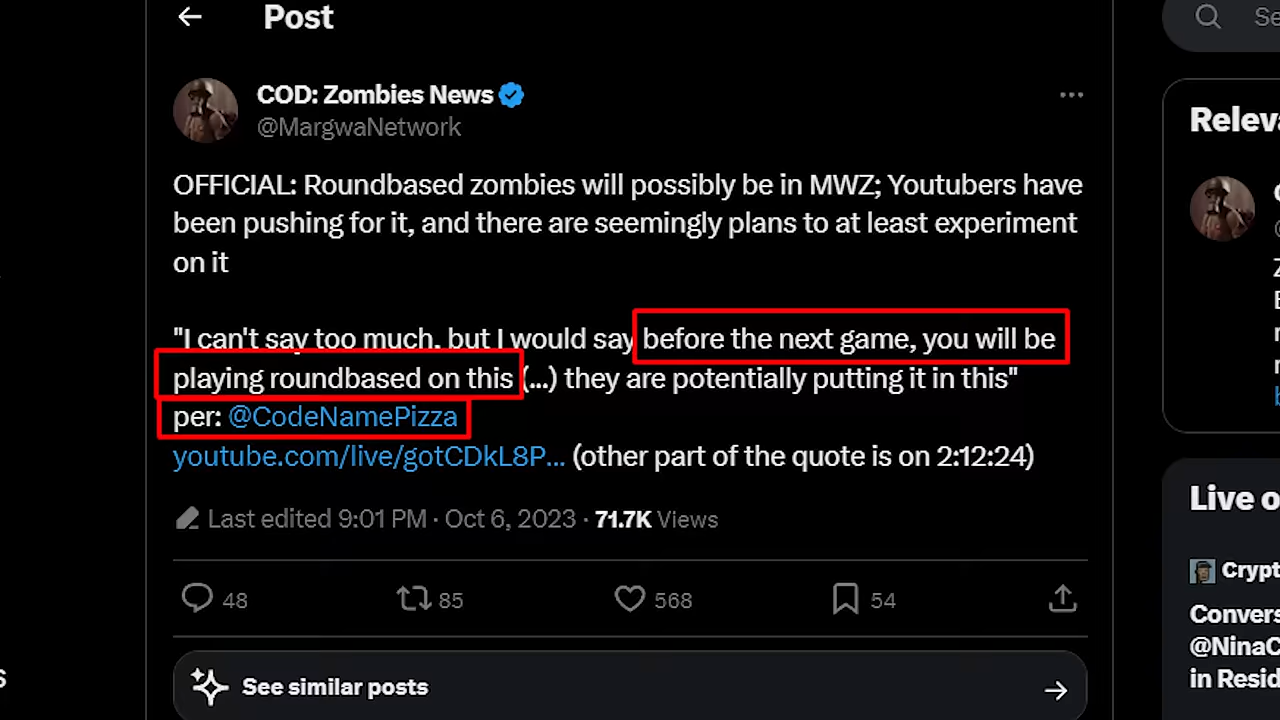 Post
Se
COD: Zombies News
@MargwaNetwork
OFFICIAL: Roundbased zombies will possibly be in MWZ; Youtubers have
been pushing for it, and there are seemingly plans to at least experiment
on it
"I can't say too much, but I would say before the next game, you will be
playing roundbased on this (...) they are potentially putting it in this"
per: @CodeNamePizza
youtube.com/live/gotCDkL8P... (other part of the quote is on 2:12:24)
Last edited 9:01 PM · Oct 6, 2023 · 71.7K Views
48 85 568 54
See similar posts
Relev
Live o
Crypt
Convers
@NinaC
in Resid